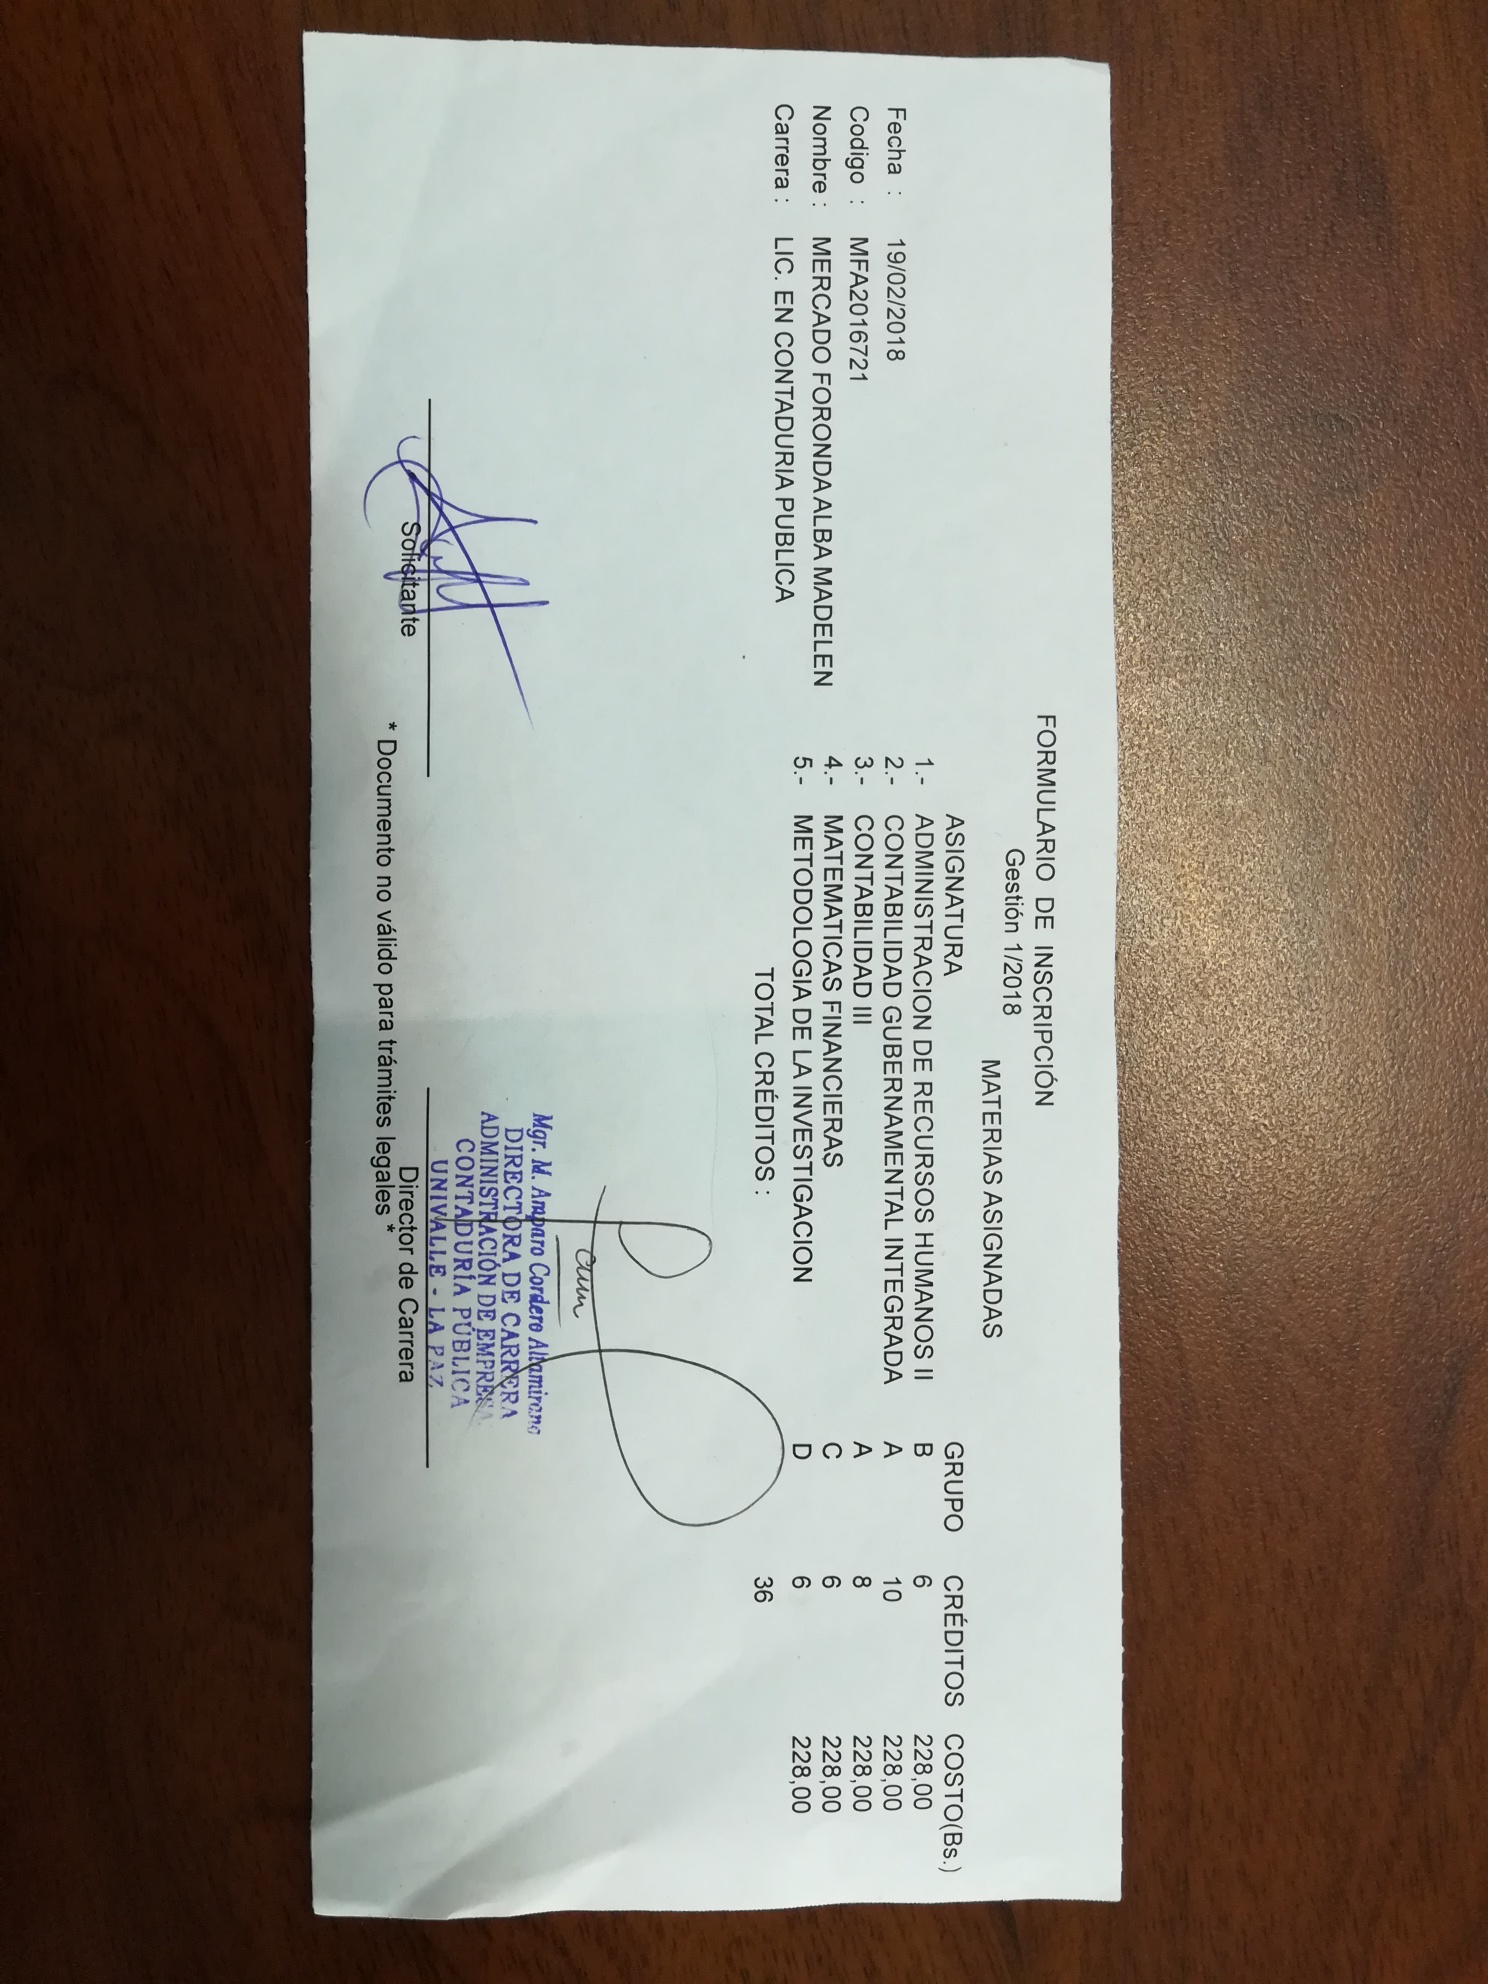 FORMULARIO DE INSCRIPCIÓN
Gestión 1/2018
MATERIAS ASIGNADAS
ASIGNATURA GRUPO CRÉDITOS COSTO(Bs.)
Fecha : 19/02/2018 1.- ADMINISTRACION DE RECURSOS HUMANOS II B 6 228,00
Codigo : MFA2016721 2.- CONTABILIDAD GUBERNAMENTAL INTEGRADA A 10 228,00
3.- CONTABILIDAD III A 8 228,00
Nombre : MERCADO FORONDA ALBA MADELEN 4.- MATEMATICAS FINANCIERAS C 6 228,00
Carrera : LIC. EN CONTADURIA PUBLICA 5.- METODOLOGIA DE LA INVESTIGACION D 6 228,00
TOTAL CRÉDITOS : 36
Mgr. M. Amparo Cordero Altamirano
DIRECTORA DE CARRERA
ADMINISTRACIÓN DE EMPRESA
CONTADURÍA PÚBLICA
UNIVALLE - LA PAZ
Solicitante Director de Carrera
* Documento no válido para trámites legales *